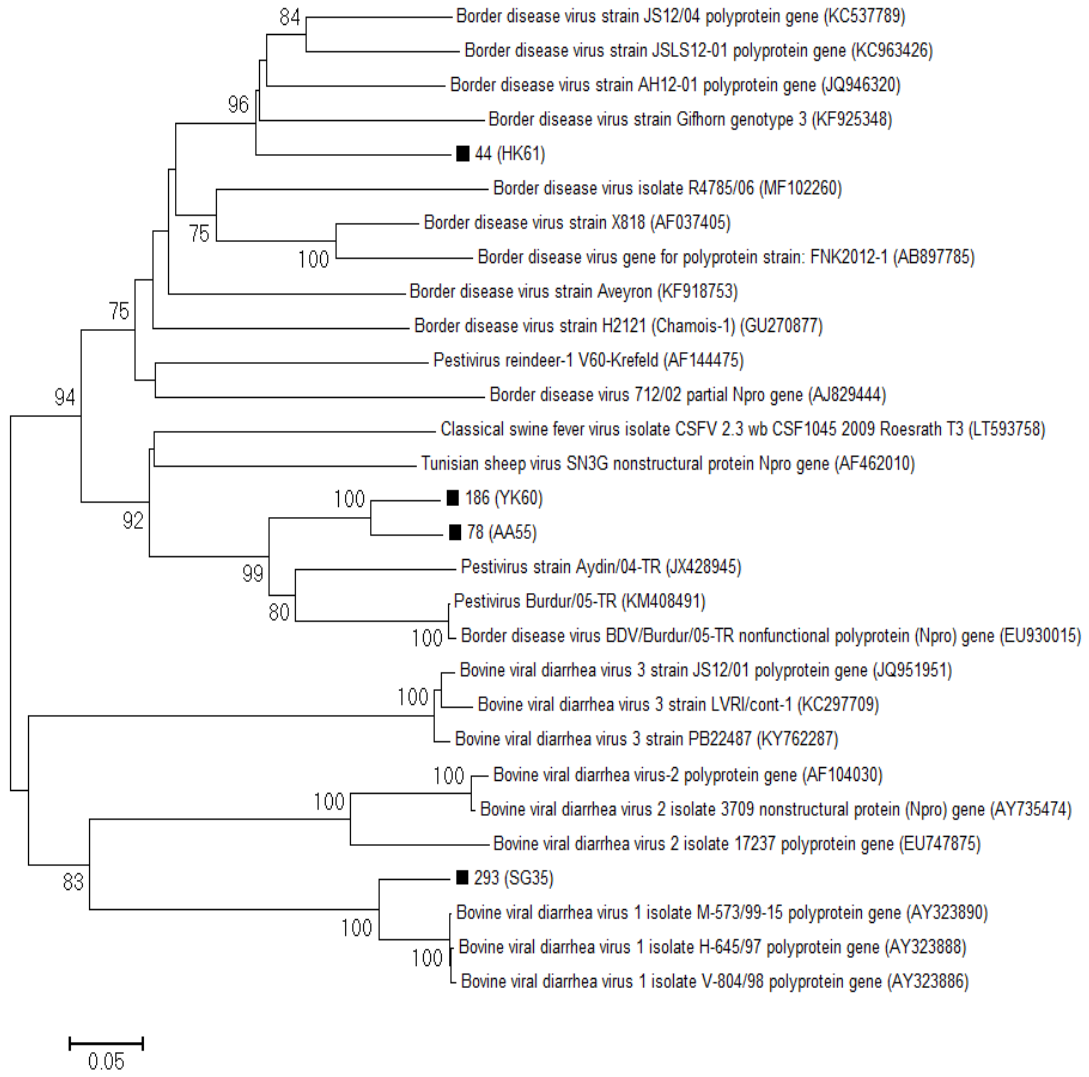 84
Border disease virus strain JS12/04 polyprotein gene (KC537789)
Border disease virus strain JSLS12-01 polyprotein gene (KC963426)
Border disease virus strain AH12-01 polyprotein gene (JQ946320)
96
Border disease virus strain Gifhorn genotype 3 (KF925348)
44 (HK61)
Border disease virus isolate R4785/06 (MF102260)
75
Border disease virus strain X818 (AF037405)
100
Border disease virus gene for polyprotein strain: FNK2012-1 (AB897785)
Border disease virus strain Aveyron (KF918753)
75
Border disease virus strain H2121 (Chamois-1) (GU270877)
Pestivirus reindeer-1 V60-Krefeld (AF144475)
94
Border disease virus 712/02 partial Npro gene (AJ829444)
Classical swine fever virus isolate CSFV 2.3 wb CSF1045 2009 Roesrath T3 (LT593758)
Tunisian sheep virus SN3G nonstructural protein Npro gene (AF462010)
100
186 (YK60)
92
78 (AA55)
99
Pestivirus strain Aydin/04-TR (JX428945)
80
Pestivirus Burdur/05-TR (KM408491)
100
Border disease virus BDV/Burdur/05-TR nonfunctional polyprotein (Npro) gene (EU930015)
Bovine viral diarrhea virus 3 strain JS12/01 polyprotein gene (JQ951951)
100
Bovine viral diarrhea virus 3 strain LVRI/cont-1 (KC297709)
Bovine viral diarrhea virus 3 strain PB22487 (KY762287)
100
Bovine viral diarrhea virus-2 polyprotein gene (AF104030)
100
Bovine viral diarrhea virus 2 isolate 3709 nonstructural protein (Npro) gene (AY735474)
Bovine viral diarrhea virus 2 isolate 17237 polyprotein gene (EU747875)
83
293 (SG35)
100
Bovine viral diarrhea virus 1 isolate M-573/99-15 polyprotein gene (AY323890)
100
Bovine viral diarrhea virus 1 isolate H-645/97 polyprotein gene (AY323888)
Bovine viral diarrhea virus 1 isolate V-804/98 polyprotein gene (AY323886)
0.05